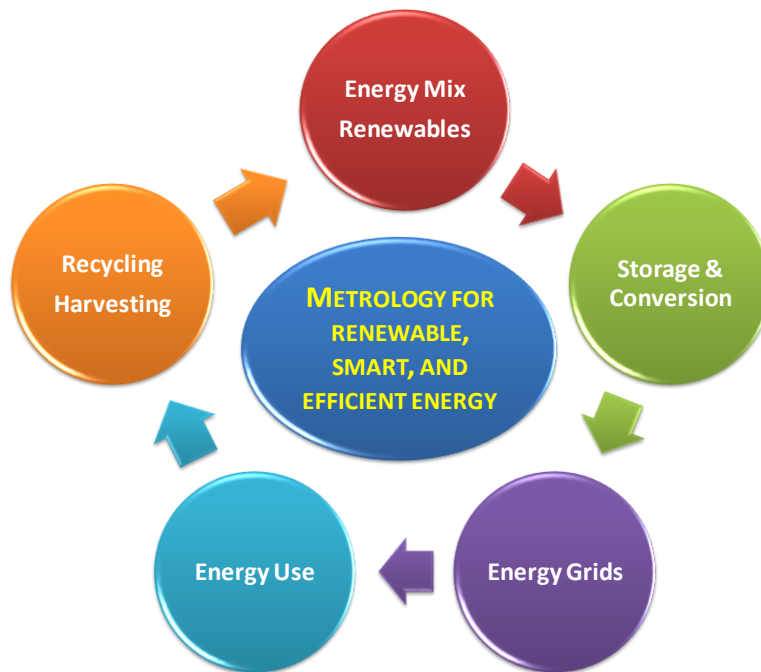 Energy Mix
Renewables
Storage &
Conversion
Energy Grids
Energy Use
Recycling
Harvesting
METROLOGY FOR
RENEWABLE,
SMART, AND
EFFICIENT ENERGY